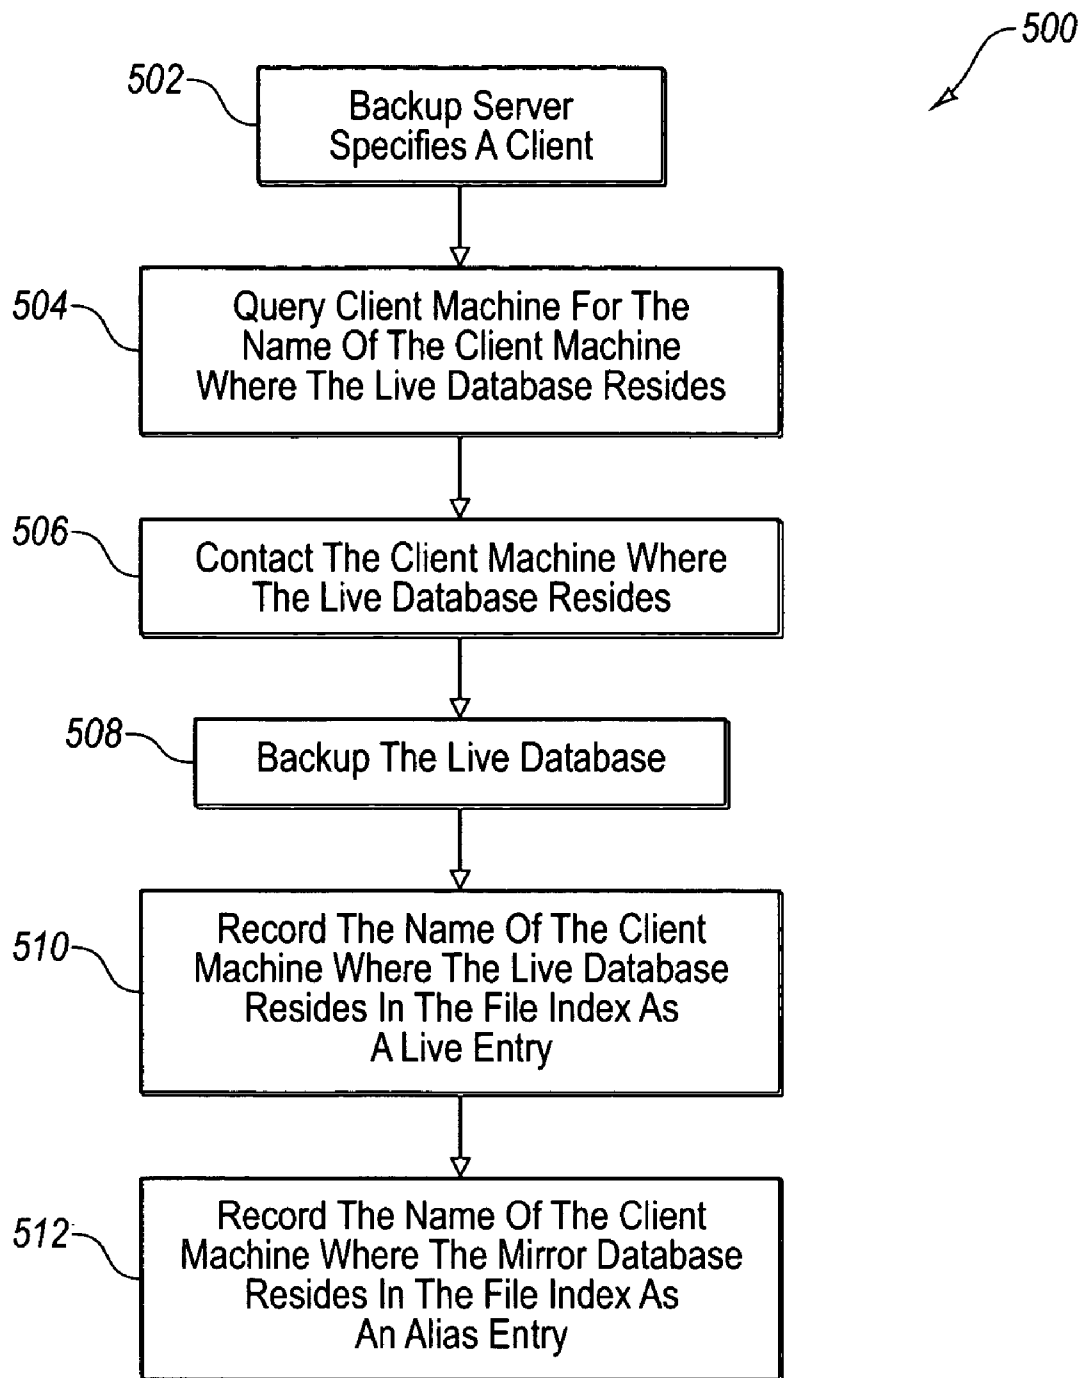 500
502
Backup Server
Specifies A Client
504
Query Client Machine For The
Name Of The Client Machine
Where The Live Database Resides
506
Contact The Client Machine Where
The Live Database Resides
508
Backup The Live Database
510
Record The Name Of The Client
Machine Where The Live Database
Resides In The File Index As
A Live Entry
512
Record The Name Of The Client
Machine Where The Mirror Database
Resides In The File Index As
An Alias Entry